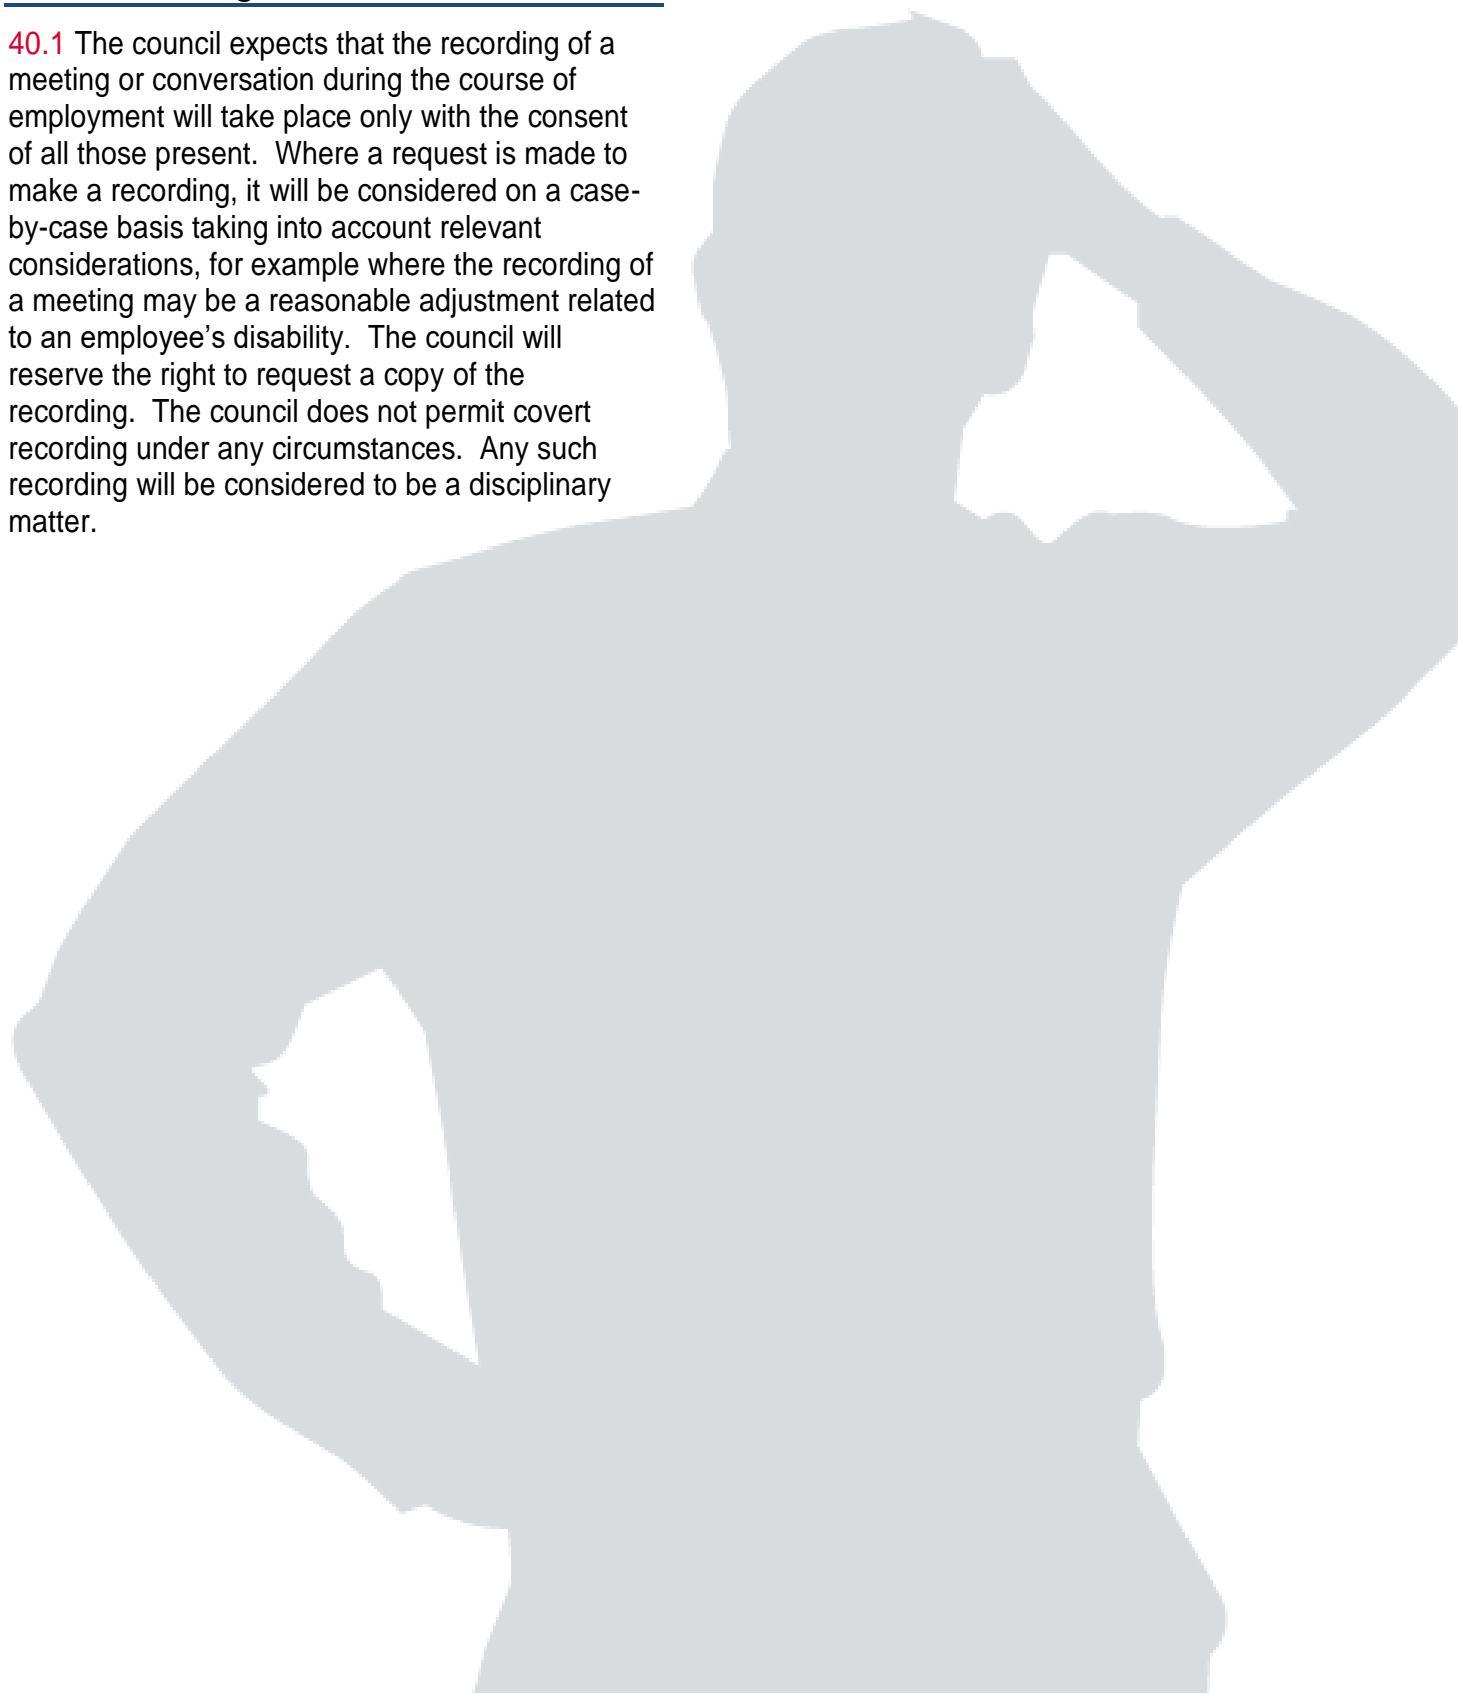 40.1 The council expects that the recording of a
meeting or conversation during the course of
employment will take place only with the consent
of all those present.  Where a request is made to
make a recording, it will be considered on a case-
by-case basis taking into account relevant
considerations, for example where the recording of
a meeting may be a reasonable adjustment related
to an employee’s disability.  The council will
reserve the right to request a copy of the
recording.  The council does not permit covert
recording under any circumstances.  Any such
recording will be considered to be a disciplinary
matter.